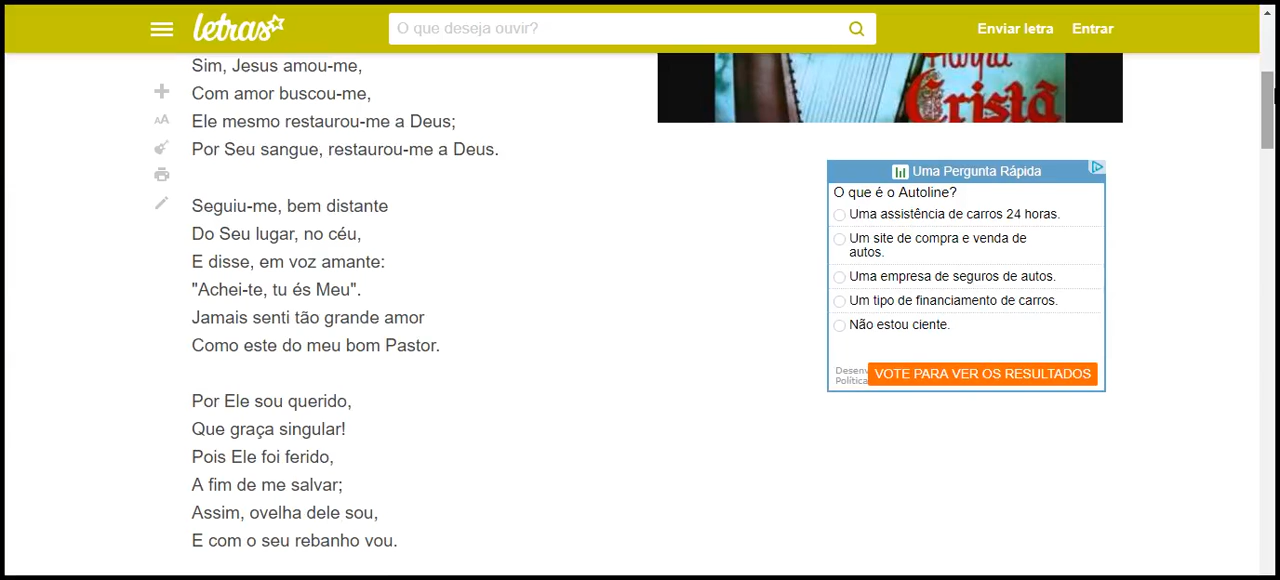 letras
O que deseja ouvir?
Enviar letra
Entrar
Sim, Jesus amou-me,
Com amor buscou-me,
Ele mesmo restaurou-me a Deus;
Por Seu sangue, restaurou-me a Deus.
Seguiu-me, bem distante
Do Seu lugar, no céu,
E disse, em voz amante:
"Achei-te, tu és Meu".
Jamais senti tão grande amor
Como este do meu bom Pastor.
Por Ele sou querido,
Que graça singular!
Pois Ele foi ferido,
A fim de me salvar;
Assim, ovelha dele sou,
E com o seu rebanho vou.
Harpa
Cristã
Uma Pergunta Rápida
O que é o Autoline?
Uma assistência de carros 24 horas.
Um site de compra e venda de
autos.
Uma empresa de seguros de autos.
Um tipo de financiamento de carros.
Não estou ciente.
Desenv
Política
VOTE PARA VER OS RESULTADOS